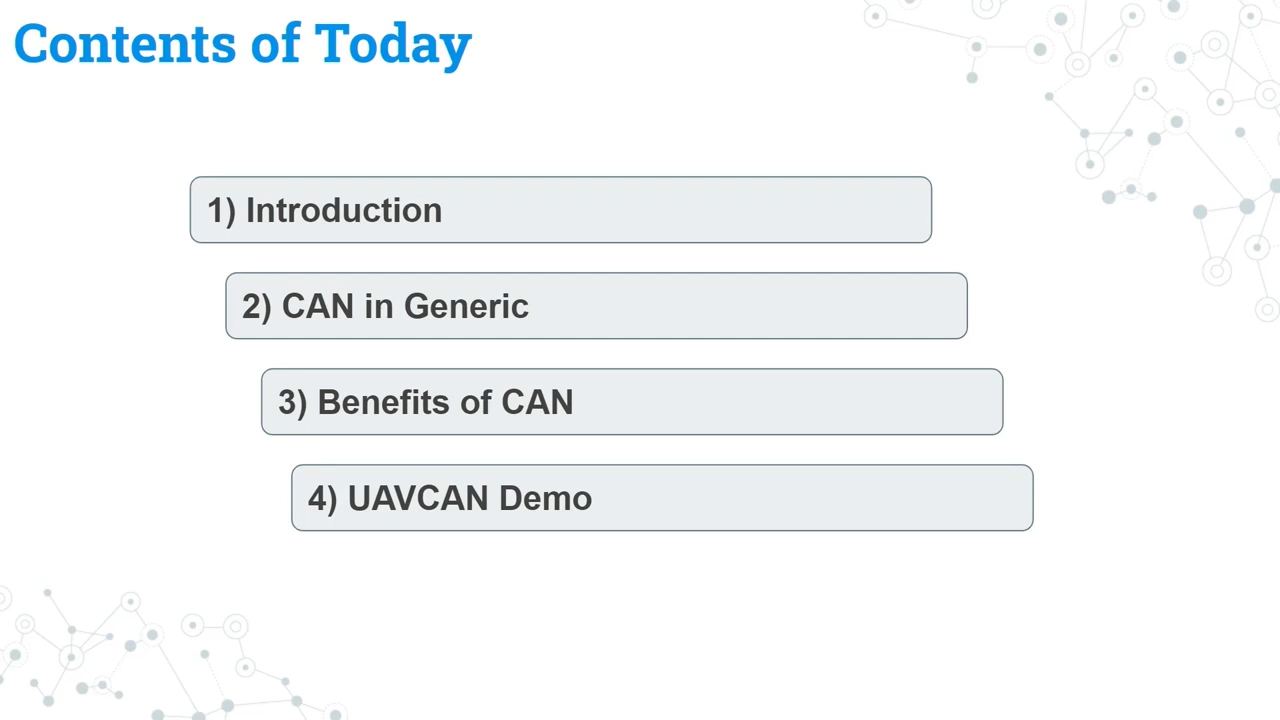 Contents of Today
1) Introduction
2) CAN in Generic
3) Benefits of CAN
4) UAVCAN Demo